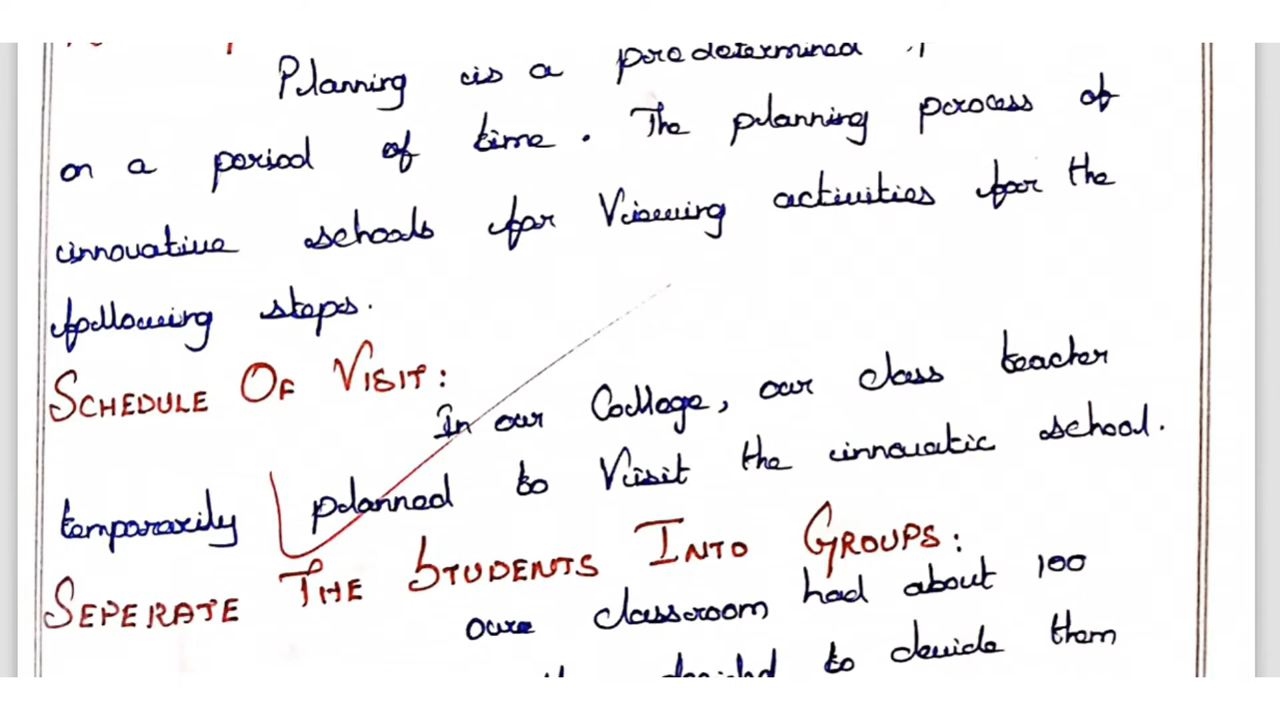 Planning is a predetermined
on a period of time. The planning process of
innovative schools for Viewing activities for the
following steps.
SCHEDULE OF VISIT:
In our College, our class teacher
temporarily planned to Visit the innovatic school.
SEPERATE THE STUDENTS INTO GROUPS:
our classroom had about 100
decided to devide them